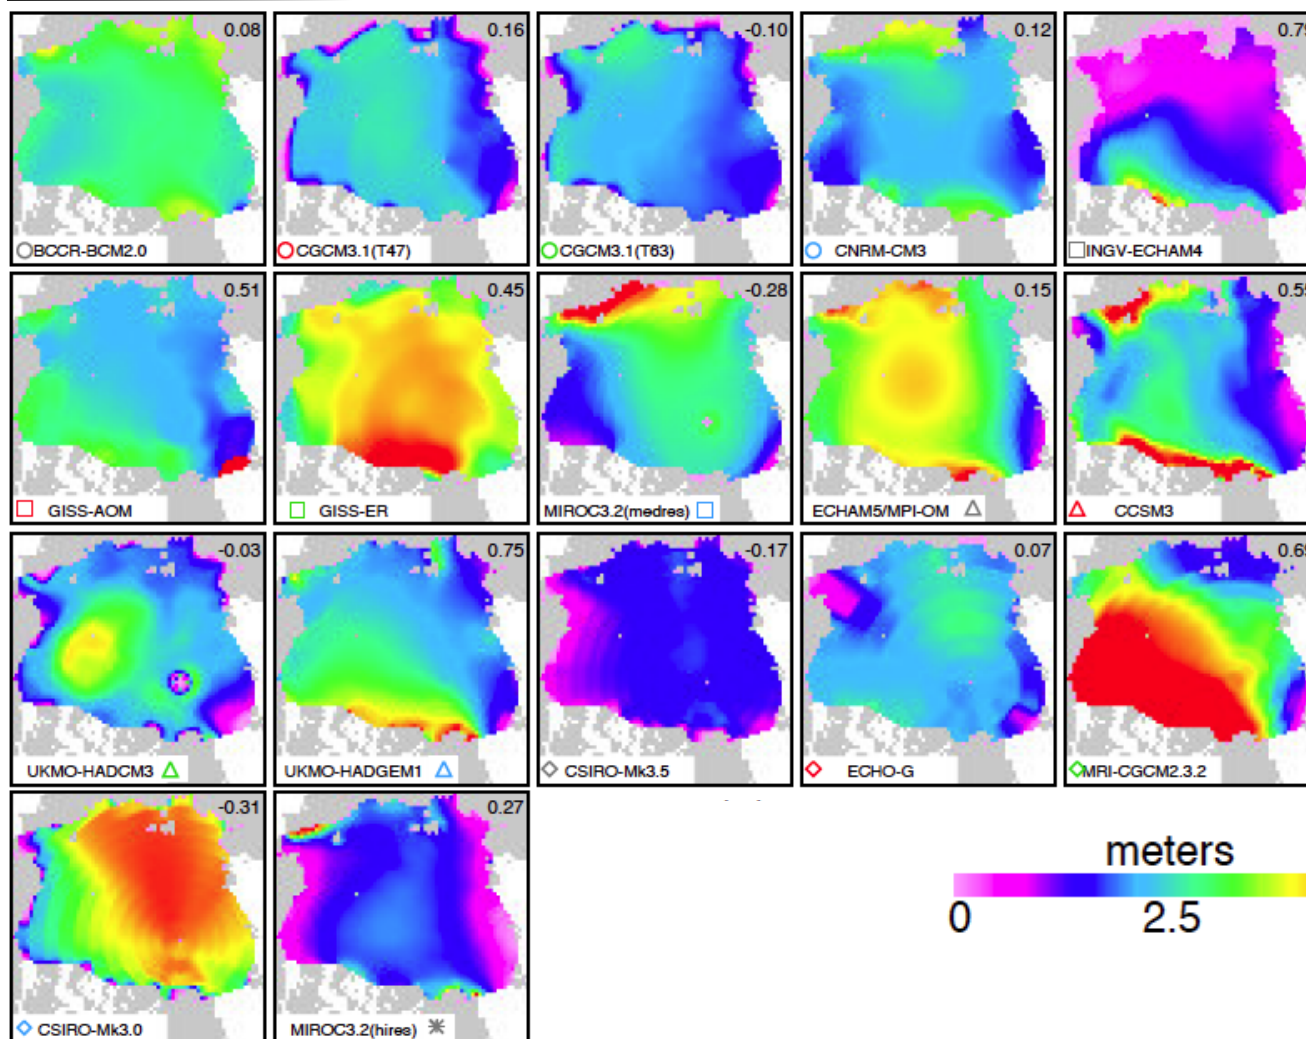 0.08
BCCR-BCM2.0
0.16
CGCM3.1(T47)
-0.10
CGCM3.1(T63)
0.12
CNRM-CM3
0.79
INGV-ECHAM4
0.51
GISS-AOM
0.45
GISS-ER
-0.28
MIROC3.2(medres)
0.15
ECHAM5/MPI-OM
CCSM3
-0.03
UKMO-HADCM3
0.75
UKMO-HADGEM1
-0.17
CSIRO-Mk3.5
0.07
ECHO-G
MRI-CGCM2.3.2
-0.31
CSIRO-Mk3.0
0.27
MIROC3.2(hires)
meters
0 2.5